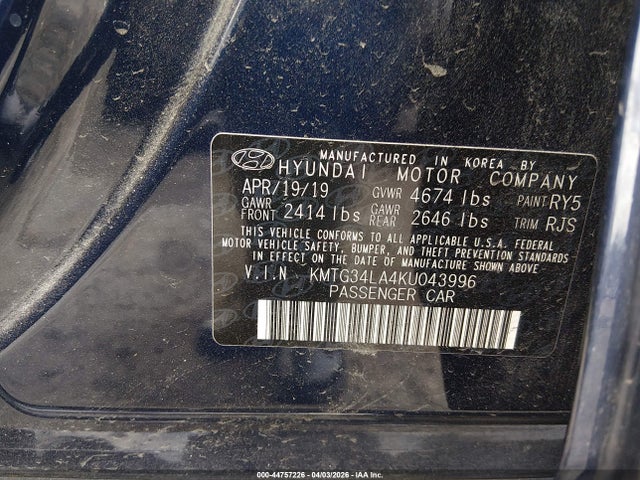 MANUFACTURED IN KOREA BY
HYUNDAI MOTOR COMPANY
APR/19/19 GVWR 4674 lbs PAINT RY5
GAWR FRONT 2414 lbs GAWR REAR 2646 lbs TRIM RJS
THIS VEHICLE CONFORMS TO ALL APPLICABLE U.S.A. FEDERAL
MOTOR VEHICLE SAFETY, BUMPER, AND THEFT PREVENTION STANDARDS
IN EFFECT ON THE DATE OF MANUFACTURE SHOWN ABOVE.
V.I.N KMTG34LA4KU043996
PASSENGER CAR
000-44757226 - 04/03/2026 - IAA Inc.